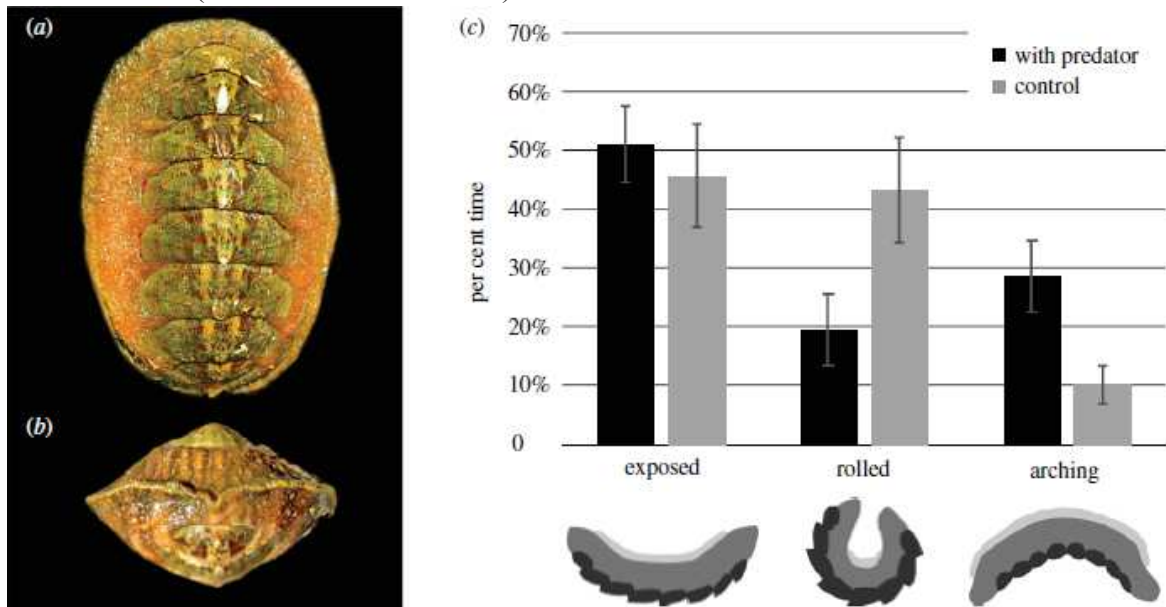 (a)
(b)
(c)
70%
60%
50%
40%
30%
20%
10%
0
per cent time
with predator
control
exposed
rolled
arching